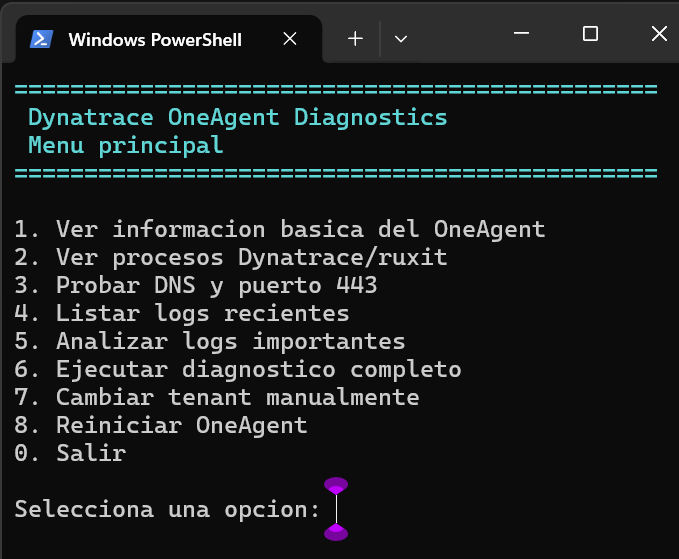 Windows PowerShell
==============================================
Dynatrace OneAgent Diagnostics
Menu principal
==============================================
1. Ver informacion basica del OneAgent
2. Ver procesos Dynatrace/ruxit
3. Probar DNS y puerto 443
4. Listar logs recientes
5. Analizar logs importantes
6. Ejecutar diagnostico completo
7. Cambiar tenant manualmente
8. Reiniciar OneAgent
0. Salir
Selecciona una opcion: